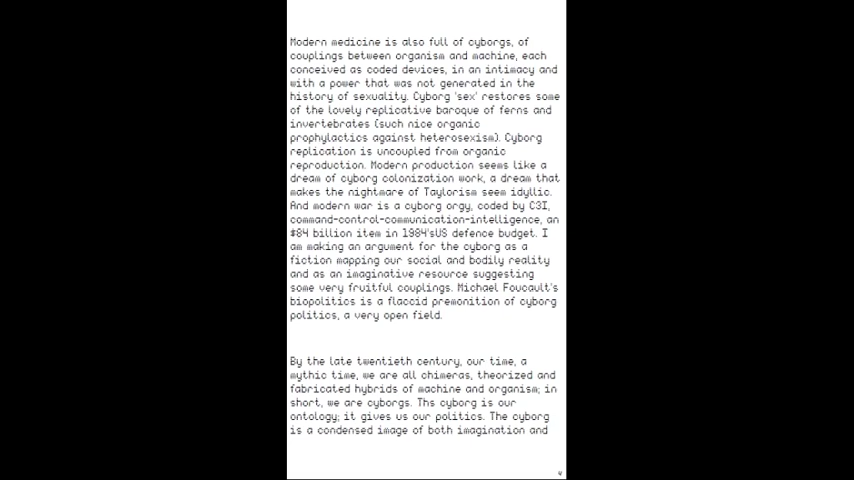 Modern medicine is also full of cyborgs, of
couplings between organism and machine, each
conceived as coded devices, in an intimacy and
with a power that was not generated in the
history of sexuality. Cyborg 'sex' restores some
of the lovely replicative baroque of ferns and
invertebrates (such nice organic
prophylactics against heterosexism). Cyborg
replication is uncoupled from organic
reproduction. Modern production seems like a
dream of cyborg colonization work, a dream that
makes the nightmare of Taylorism seem idyllic.
And modern war is a cyborg orgy, coded by C3I,
command-control-communication-intelligence, an
$84 billion item in 1984'sUS defence budget. I
am making an argument for the cyborg as a
fiction mapping our social and bodily reality
and as an imaginative resource suggesting
some very fruitful couplings. Michael Foucault's
biopolitics is a flaccid premonition of cyborg
politics, a very open field.
By the late twentieth century, our time, a
mythic time, we are all chimeras, theorized and
fabricated hybrids of machine and organism; in
short, we are cyborgs. Ths cyborg is our
ontology; it gives us our politics. The cyborg
is a condensed image of both imagination and